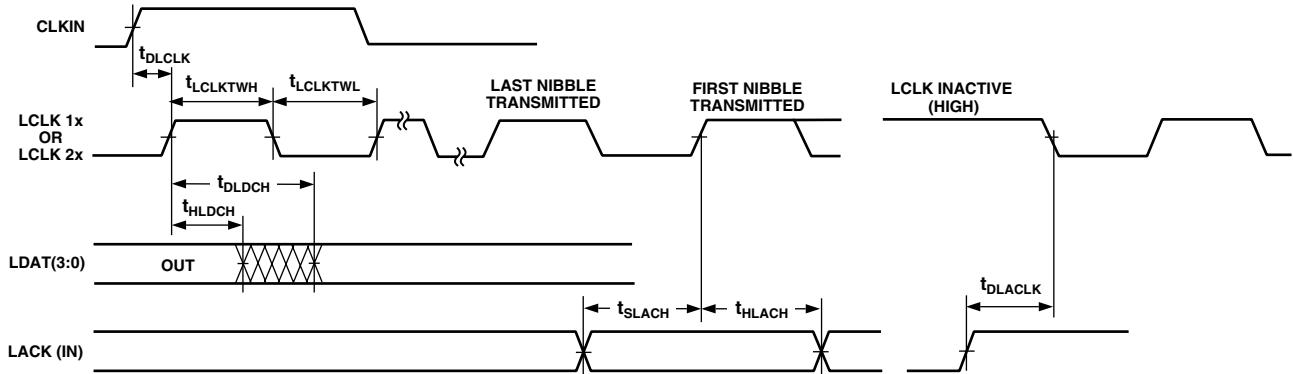 CLKIN
tDLCLK
tLCLKTWH
tLCLKTWL
LAST NIBBLE
TRANSMITTED
FIRST NIBBLE
TRANSMITTED
LCLK INACTIVE
(HIGH)
LCLK 1x
OR
LCLK 2x
tDLDCH
tHLDCH
LDAT(3:0)
OUT
tSLACH
tHLACH
tDLACLK
LACK (IN)